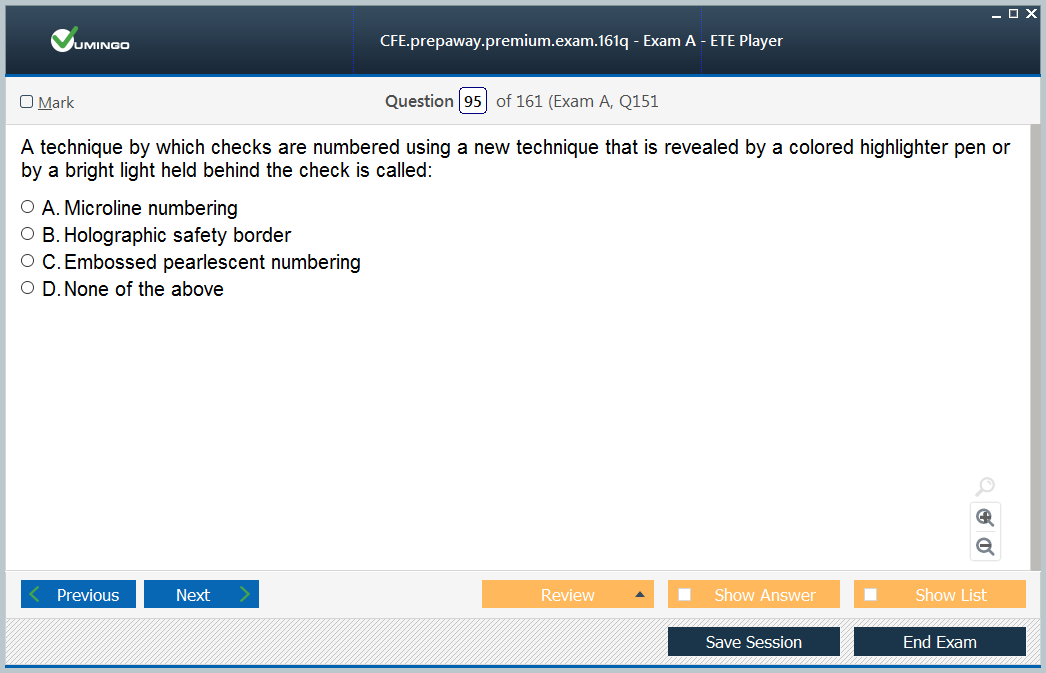 VUMINGO
CFE.prepaway.premium.exam.161q - Exam A - ETE Player
Mark
Question 95 of 161 (Exam A, Q151
A technique by which checks are numbered using a new technique that is revealed by a colored highlighter pen or
by a bright light held behind the check is called:
A. Microline numbering
B. Holographic safety border
C. Embossed pearlescent numbering
D. None of the above
Previous Next Review Show Answer Show List
Save Session End Exam